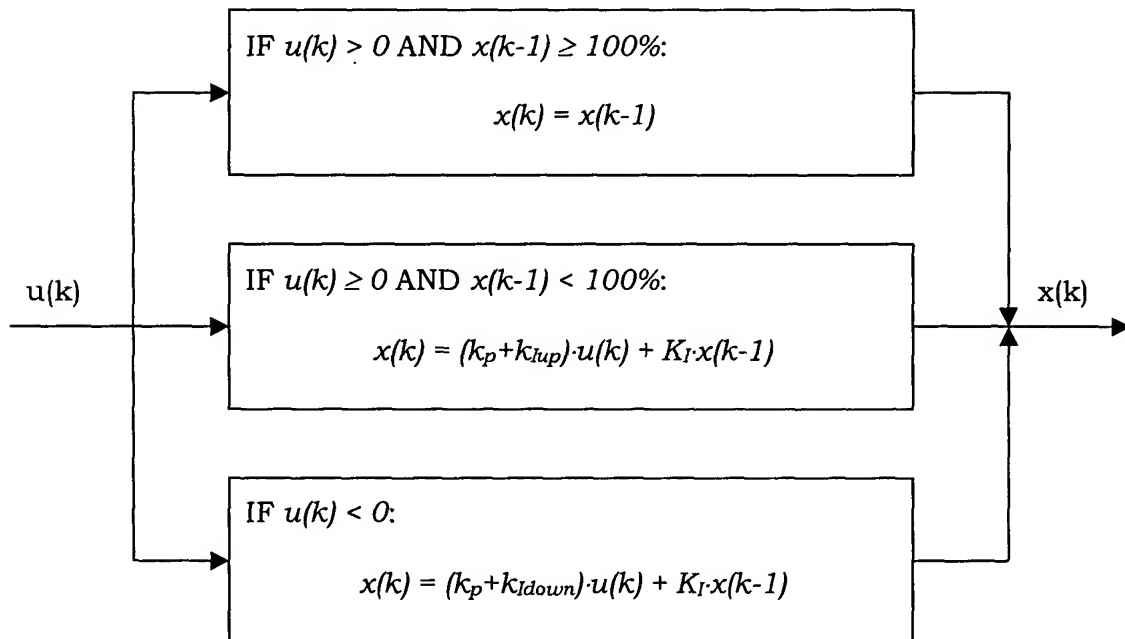 IF u(k) > 0 AND x(k-1) ≥ 100%:
x(k) = x(k-1)
u(k)
IF u(k) ≥ 0 AND x(k-1) < 100%:
x(k) = (kp+kIup)·u(k) + KI·x(k-1)
x(k)
IF u(k) < 0:
x(k) = (kp+kIdown)·u(k) + KI·x(k-1)